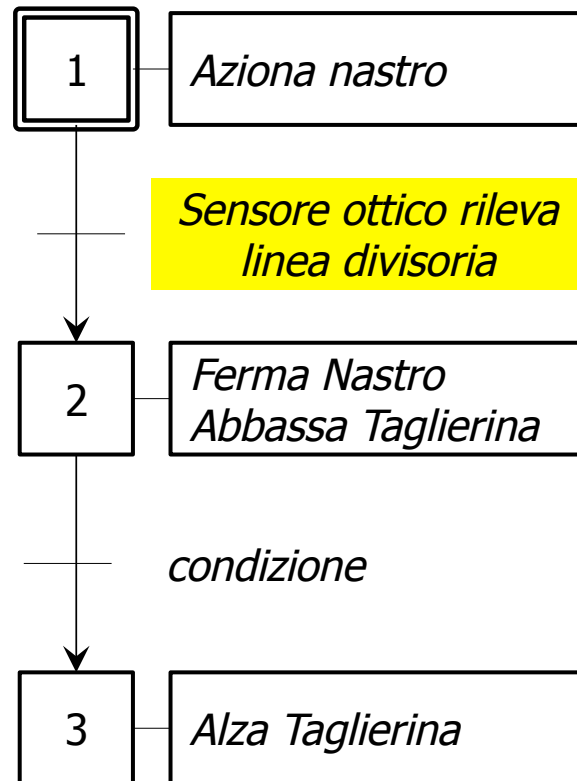 1
Aziona nastro
Sensore ottico rileva
linea divisoria
2
Ferma Nastro
Abbassa Taglierina
condizione
3
Alza Taglierina